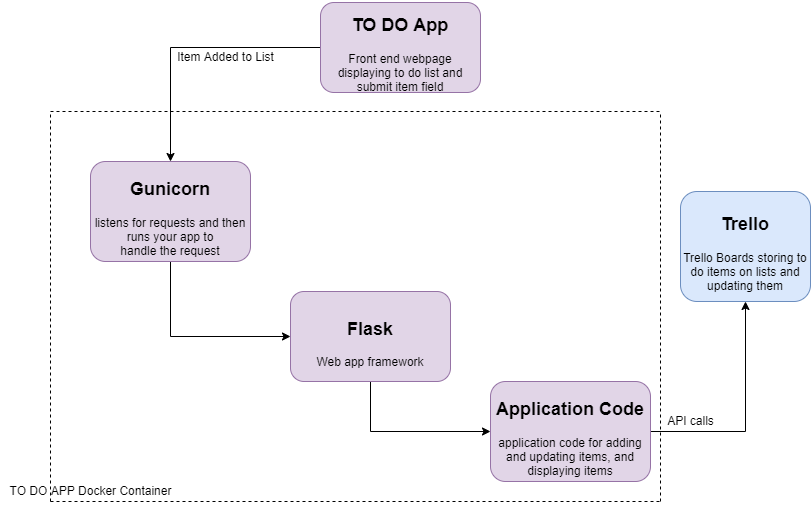 TO DO App
Front end webpage
displaying to do list and
submit item field
Item Added to List
Gunicorn
listens for requests and then
runs your app to
handle the request
Trello
Trello Boards storing to
do items on lists and
updating them
Flask
Web app framework
Application Code
application code for adding
and updating items, and
displaying items
API calls
TO DO APP Docker Container